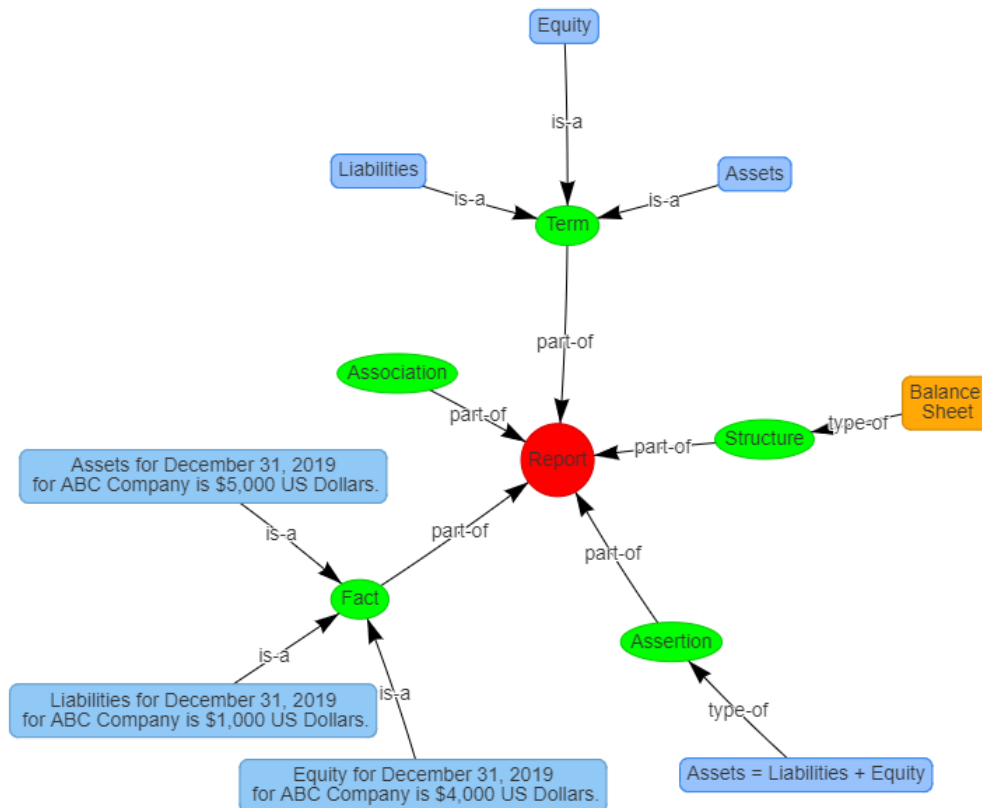 Equity
is-a
Liabilities
Assets
is-a
is-a
Term
part-of
Association
part-of
Balance
Sheet
type-of
Structure
part-of
Report
Assets for December 31, 2019
for ABC Company is $5,000 US Dollars.
is-a
part-of
part-of
Fact
Assertion
is-a
Liabilities for December 31, 2019
for ABC Company is $1,000 US Dollars.
is-a
type-of
Equity for December 31, 2019
for ABC Company is $4,000 US Dollars.
Assets = Liabilities + Equity